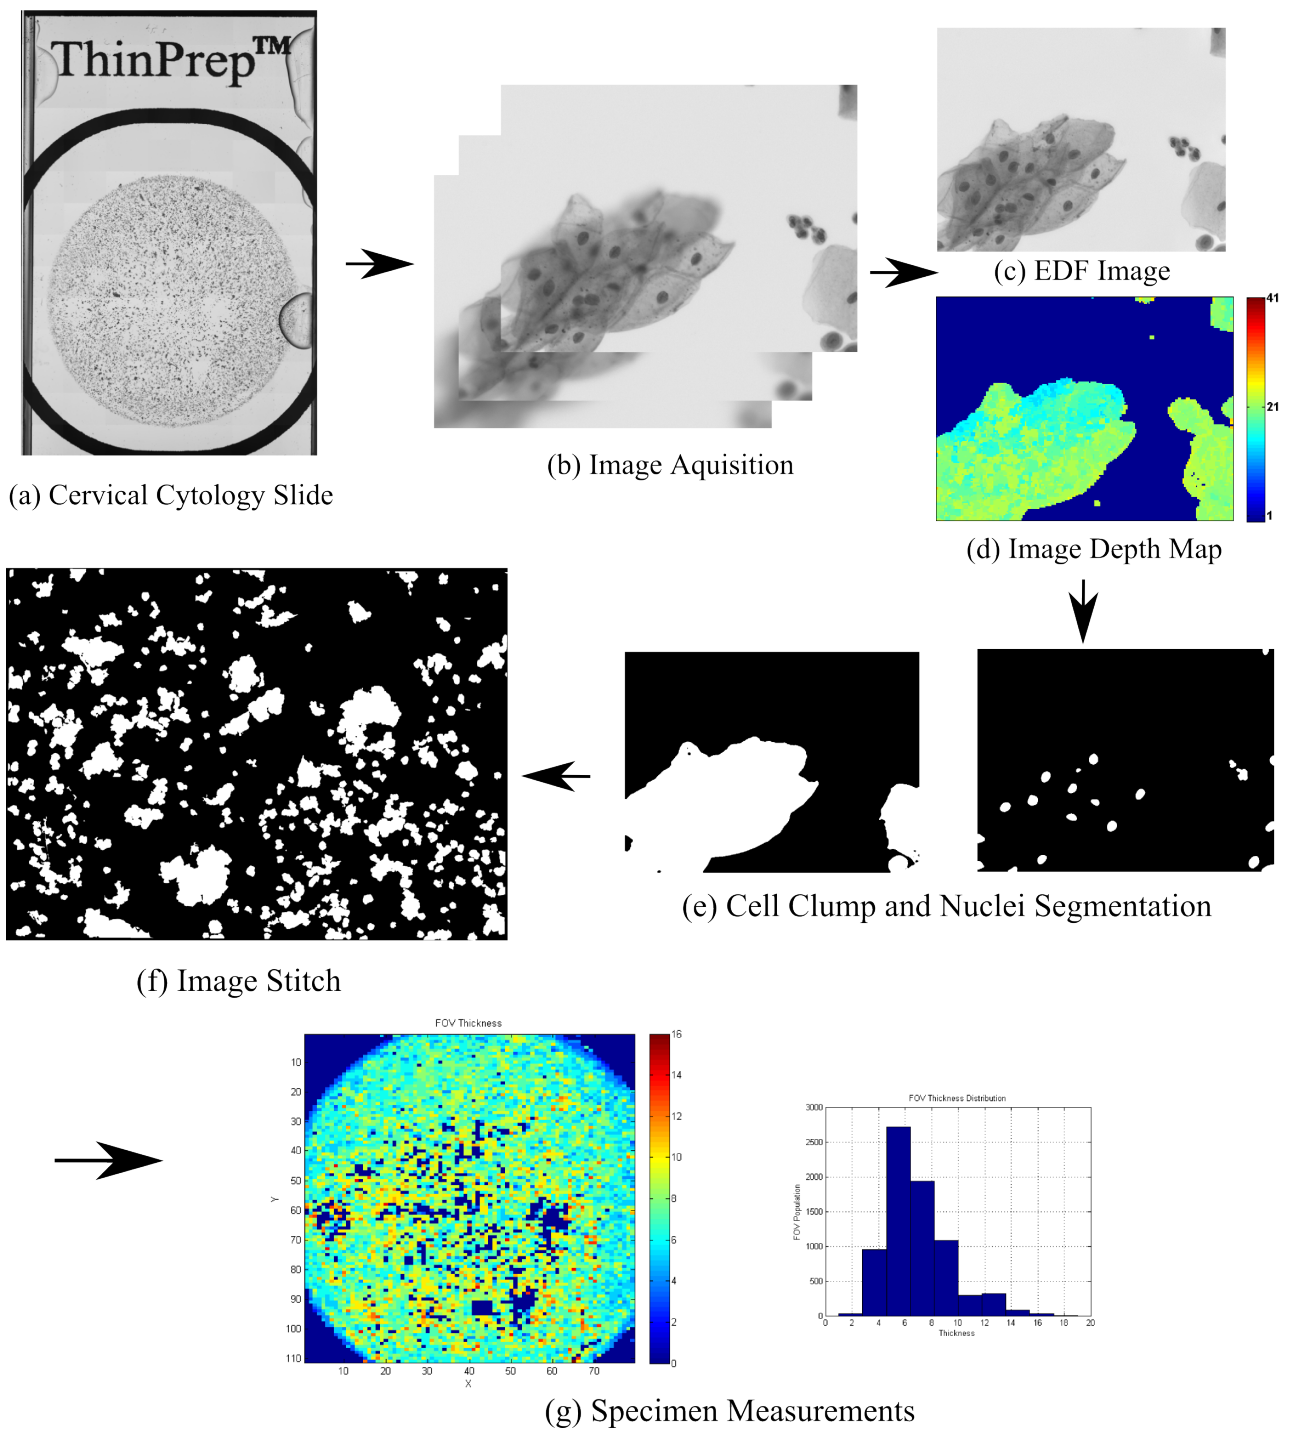 ThinPrep™
(a) Cervical Cytology Slide
(b) Image Aquisition
(c) EDF Image
41
21
1
(d) Image Depth Map
(e) Cell Clump and Nuclei Segmentation
(f) Image Stitch
FOV Thickness
10
20
30
40
50
60
70
80
90
100
110
Y
10 20 30 40 50 60 70
X
16
14
12
10
8
6
4
2
0
FOV Thickness Distribution
3000
2500
2000
1500
1000
500
0
FOV Population
0 2 4 6 8 10 12 14 16 18 20
Thickness
(g) Specimen Measurements